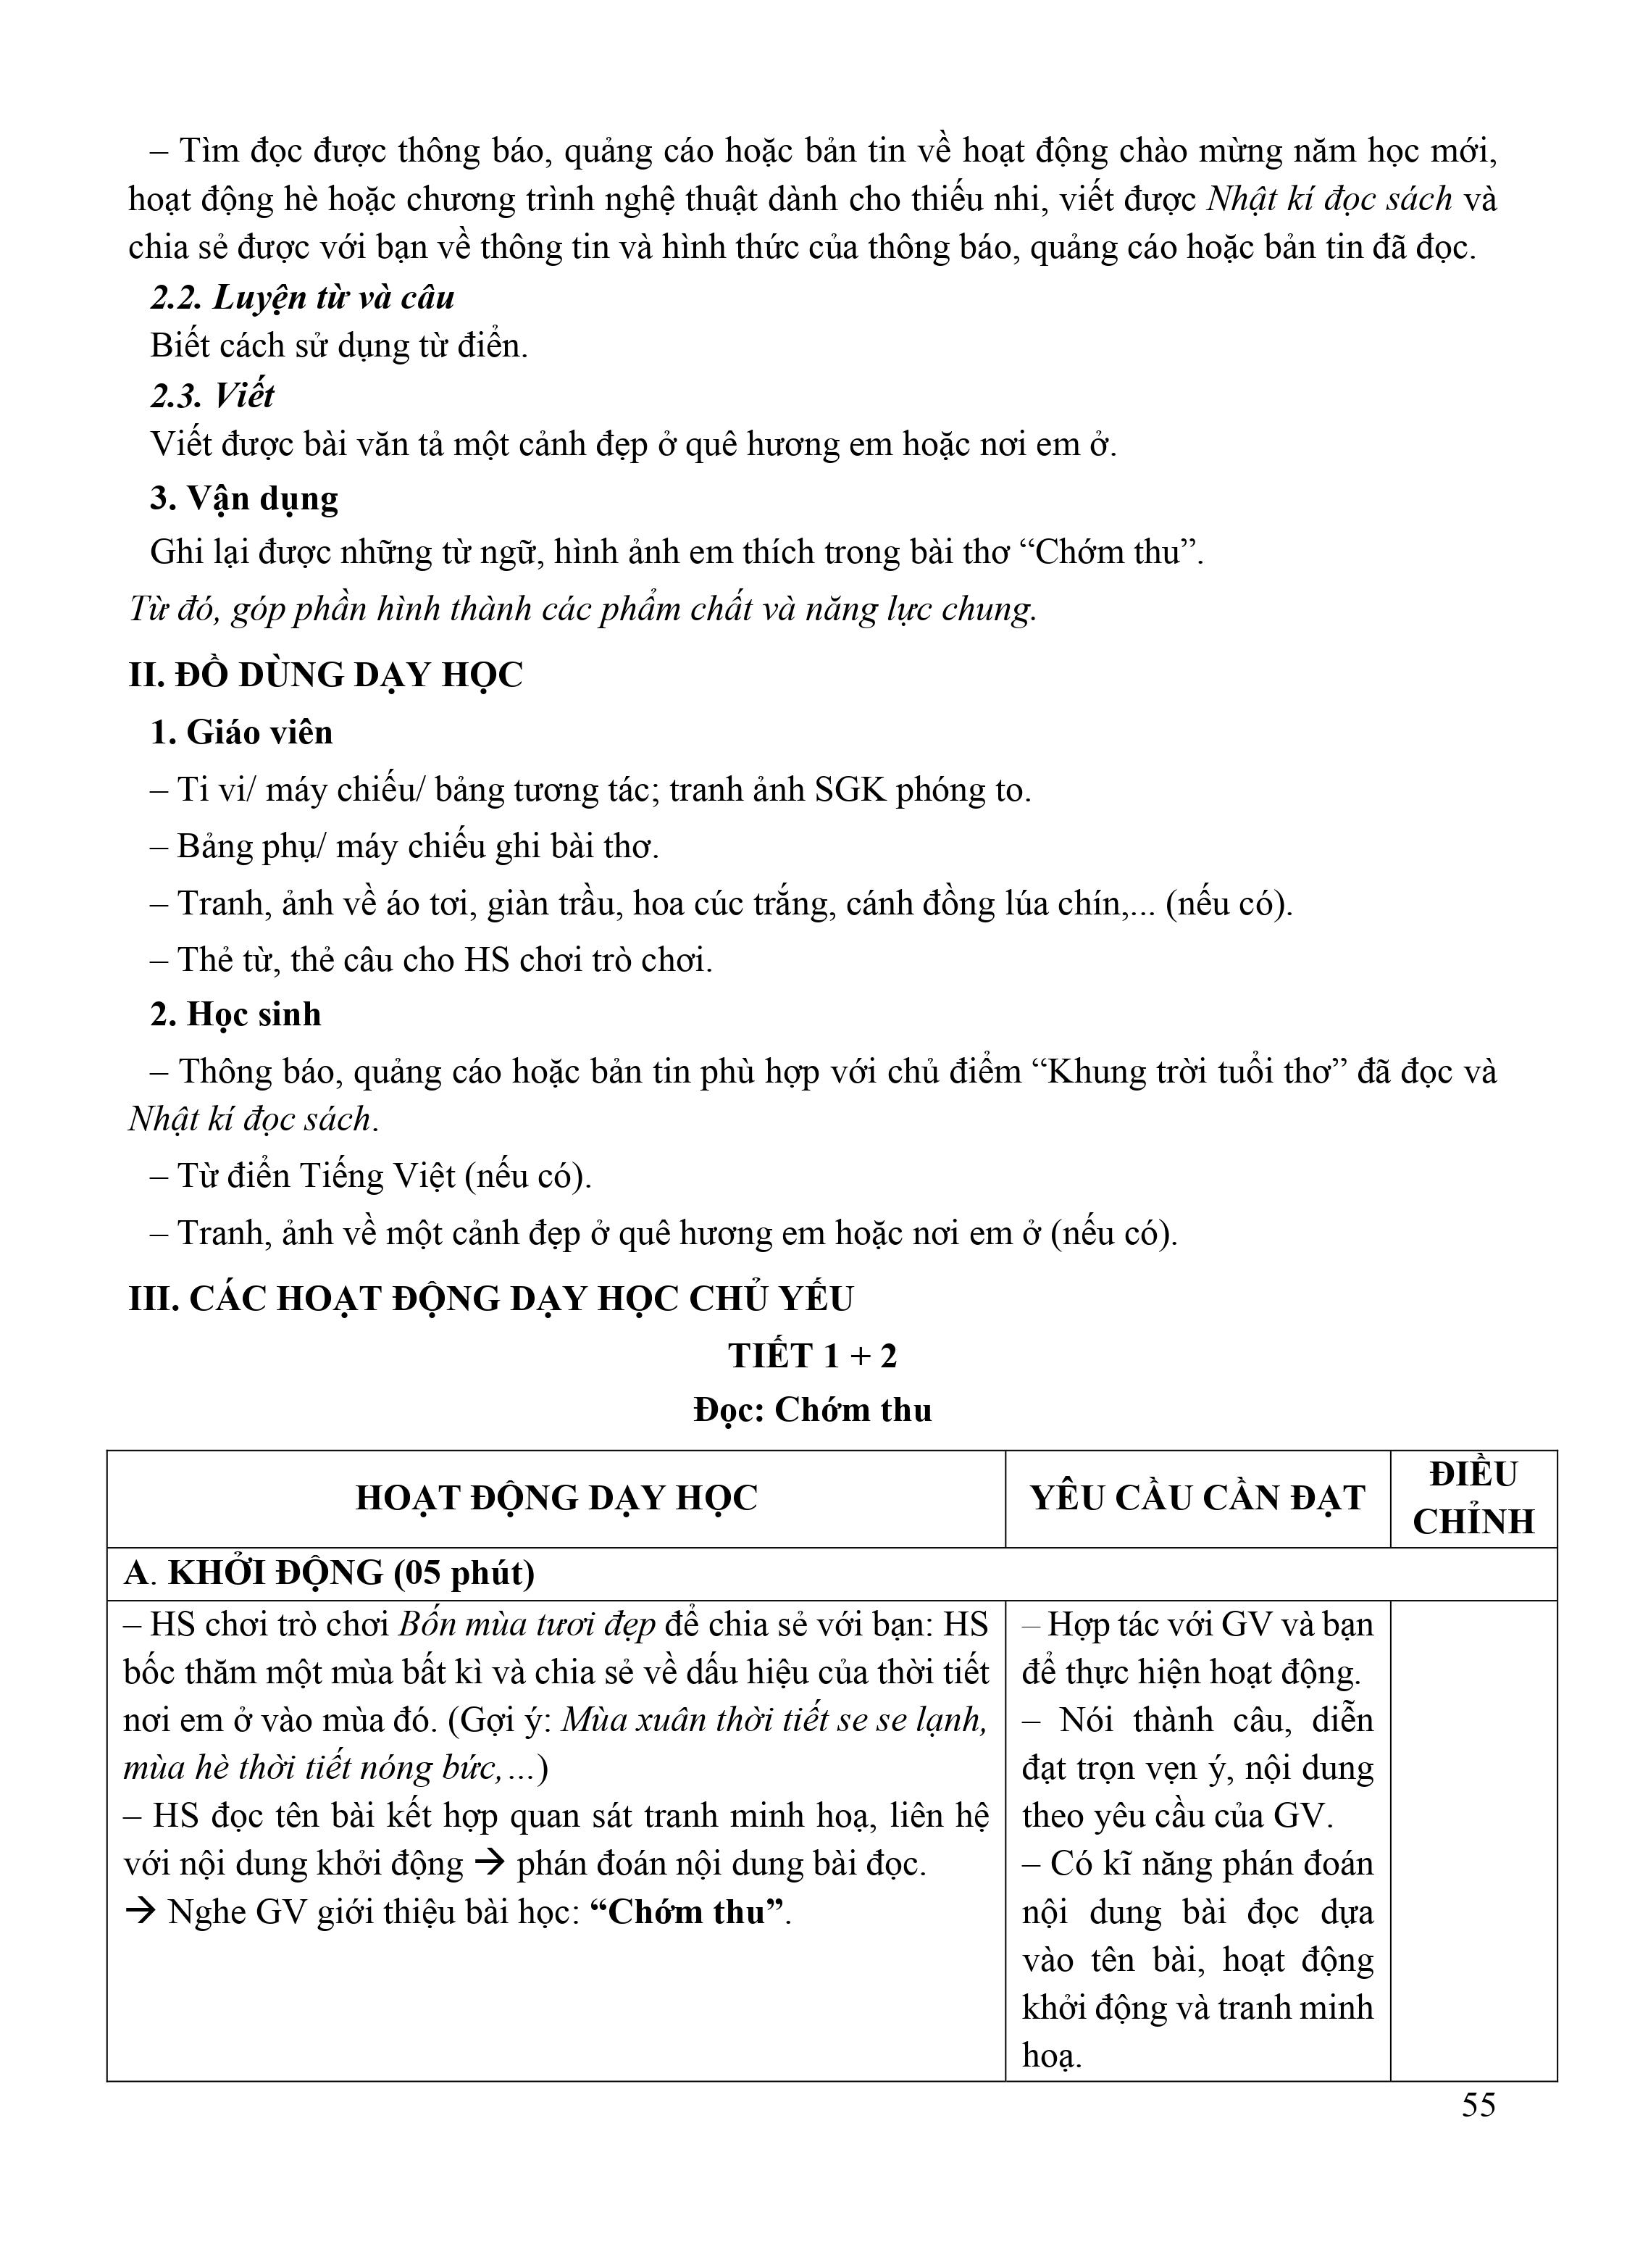 – Tìm đọc được thông báo, quảng cáo hoặc bản tin về hoạt động chào mừng năm học mới,
hoạt động hè hoặc chương trình nghệ thuật dành cho thiếu nhi, viết được Nhật kí đọc sách và
chia sẻ được với bạn về thông tin và hình thức của thông báo, quảng cáo hoặc bản tin đã đọc.
2.2. Luyện từ và câu
Biết cách sử dụng từ điển.
2.3. Viết
Viết được bài văn tả một cảnh đẹp ở quê hương em hoặc nơi em ở.
3. Vận dụng
Ghi lại được những từ ngữ, hình ảnh em thích trong bài thơ “Chớm thu”.
Từ đó, góp phần hình thành các phẩm chất và năng lực chung.
II. ĐỒ DÙNG DẠY HỌC
1. Giáo viên
– Ti vi/ máy chiếu/ bảng tương tác; tranh ảnh SGK phóng to.
– Bảng phụ/ máy chiếu ghi bài thơ.
– Tranh, ảnh về áo tơi, giàn trầu, hoa cúc trắng, cánh đồng lúa chín,... (nếu có).
– Thẻ từ, thẻ câu cho HS chơi trò chơi.
2. Học sinh
– Thông báo, quảng cáo hoặc bản tin phù hợp với chủ điểm “Khung trời tuổi thơ” đã đọc và
Nhật kí đọc sách.
– Từ điển Tiếng Việt (nếu có).
– Tranh, ảnh về một cảnh đẹp ở quê hương em hoặc nơi em ở (nếu có).
III. CÁC HOẠT ĐỘNG DẠY HỌC CHỦ YẾU
TIẾT 1 + 2
Đọc: Chớm thu
HOẠT ĐỘNG DẠY HỌC
YÊU CẦU CẦN ĐẠT
ĐIỀU
CHỈNH
A. KHỞI ĐỘNG (05 phút)
– HS chơi trò chơi Bốn mùa tươi đẹp để chia sẻ với bạn: HS
bốc thăm một mùa bất kì và chia sẻ về dấu hiệu của thời tiết
nơi em ở vào mùa đó. (Gợi ý: Mùa xuân thời tiết se se lạnh,
mùa hè thời tiết nóng bức,…)
– HS đọc tên bài kết hợp quan sát tranh minh hoạ, liên hệ
với nội dung khởi động → phán đoán nội dung bài đọc.
→ Nghe GV giới thiệu bài học: “Chớm thu”.
– Hợp tác với GV và bạn
để thực hiện hoạt động.
– Nói thành câu, diễn
đạt trọn vẹn ý, nội dung
theo yêu cầu của GV.
– Có kĩ năng phán đoán
nội dung bài đọc dựa
vào tên bài, hoạt động
khởi động và tranh minh
hoạ.
55